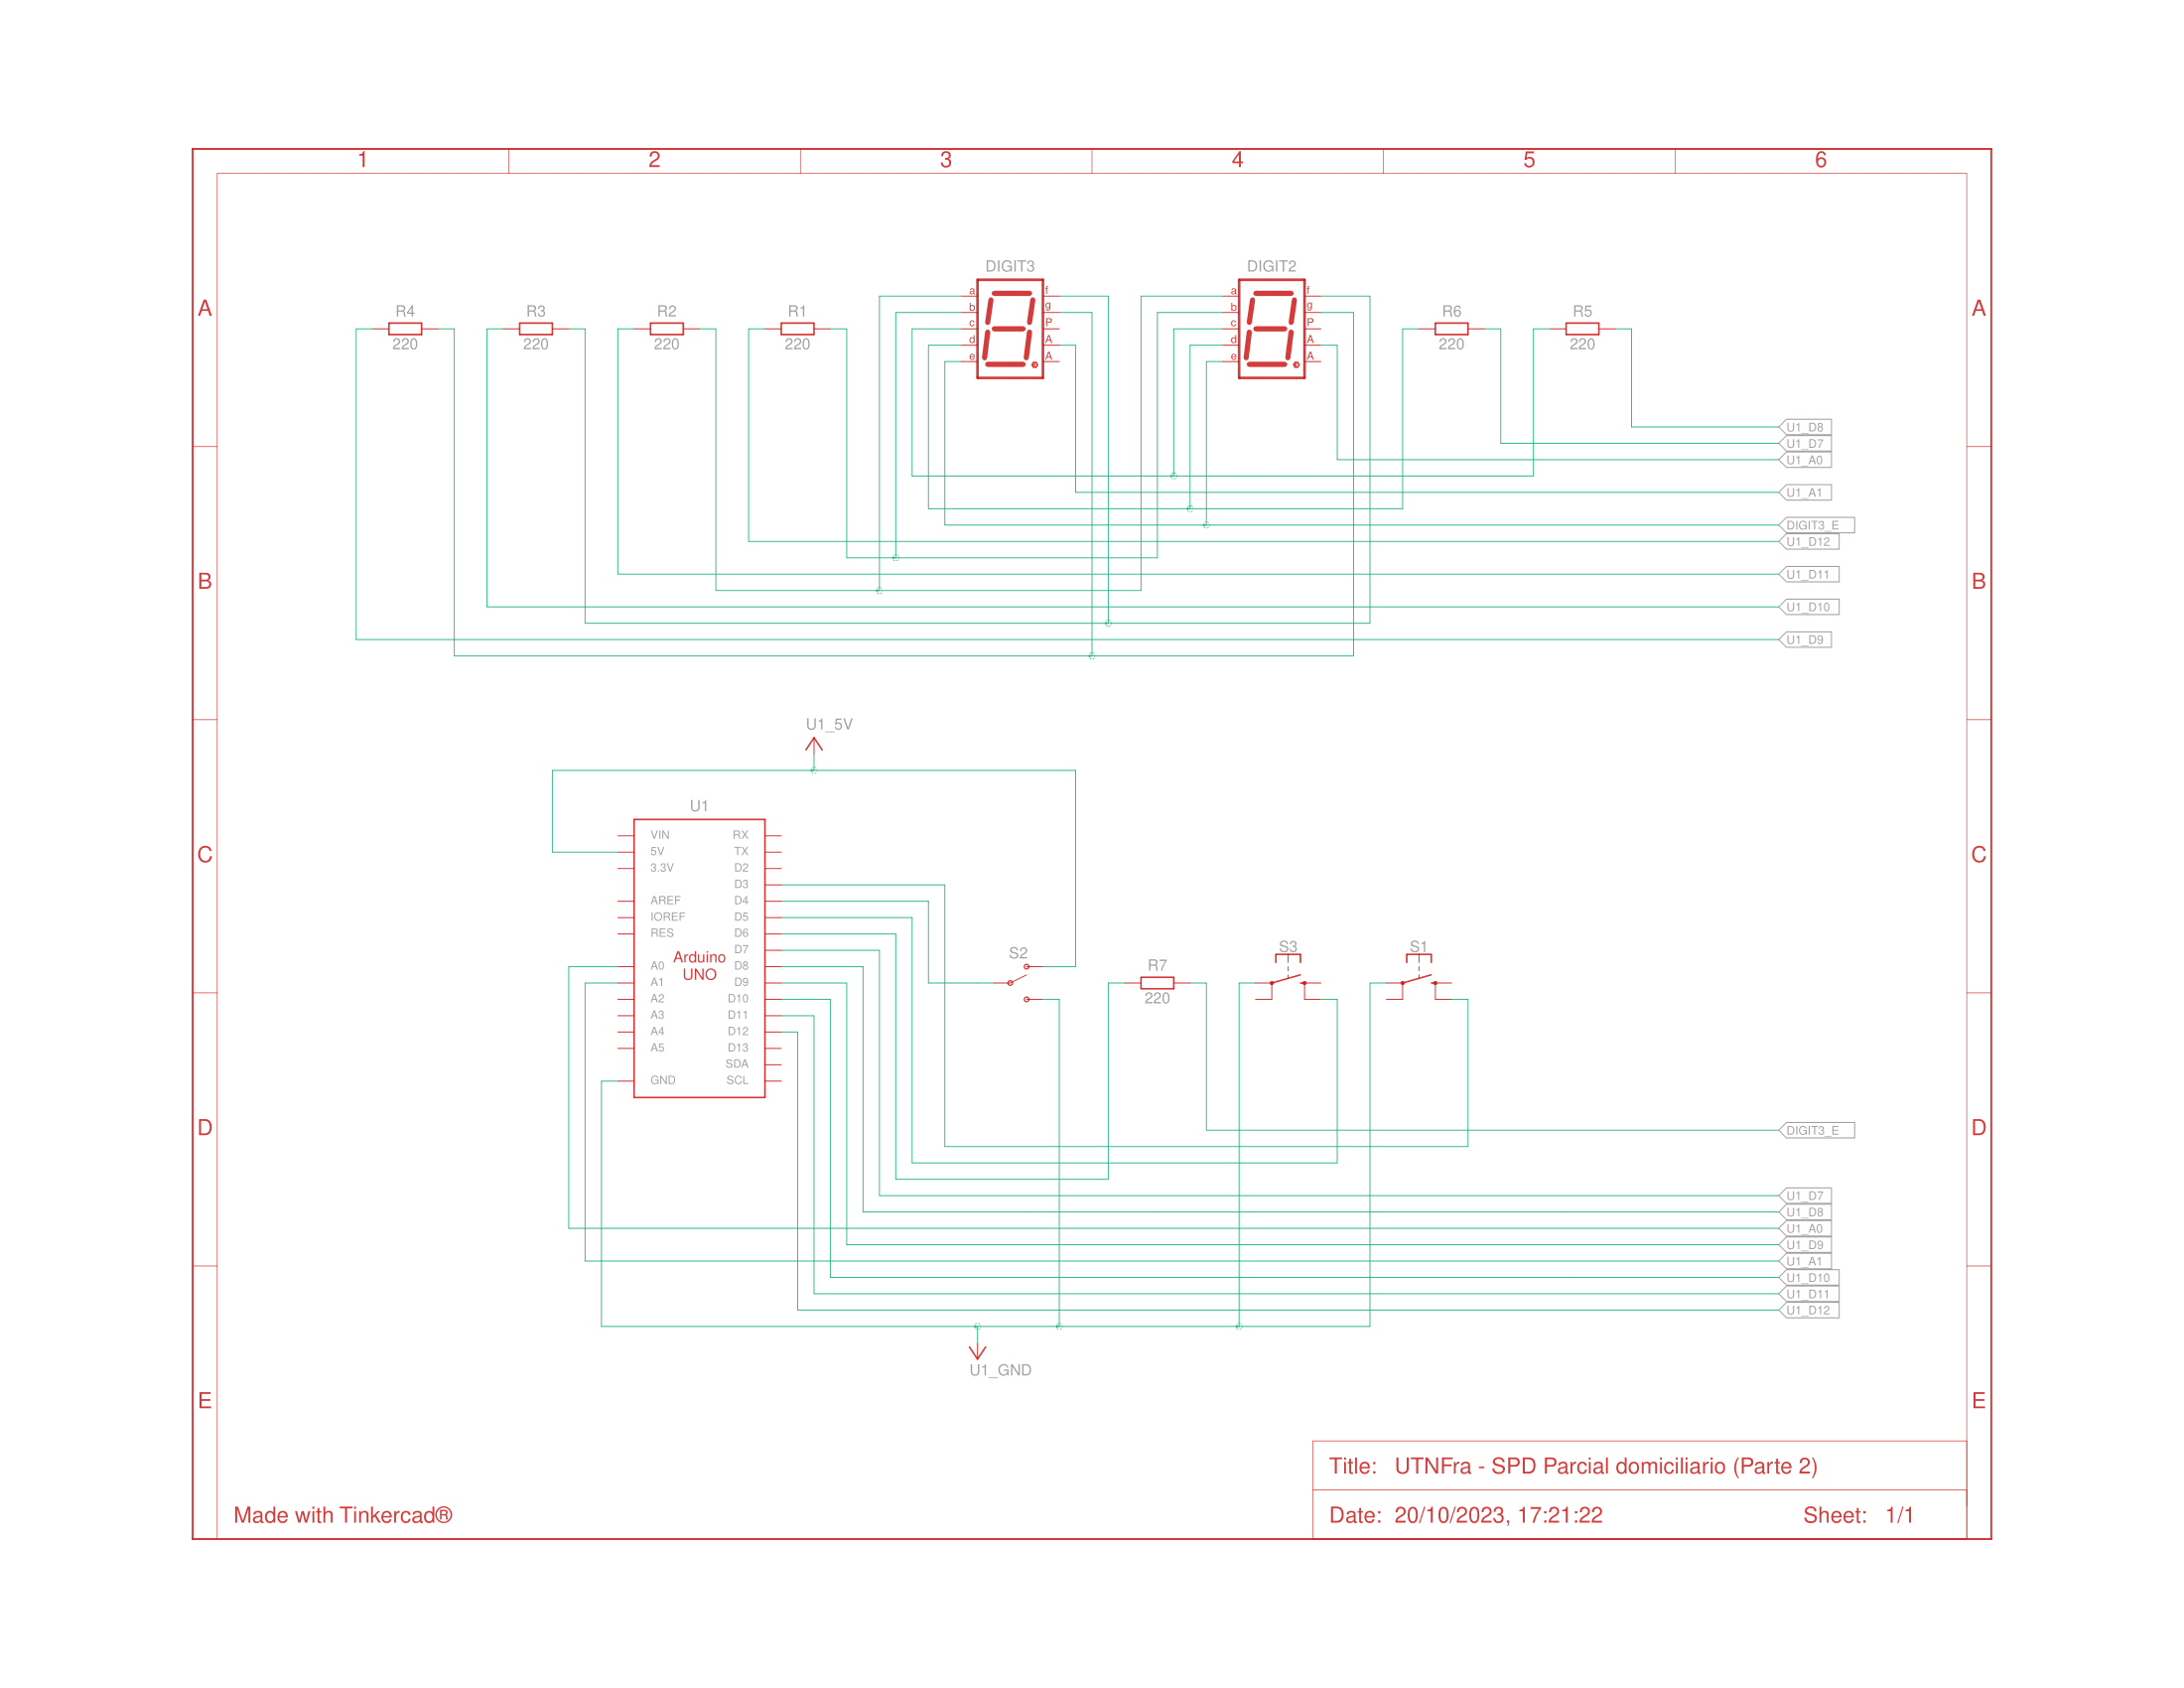 1 2 3 4 5 6
DIGIT3 DIGIT2
A A
R4 R3 R2 R1 R6 R5
220 220 220 220 220 220
a f a f
b g b g
c P c P
d A d A
e A e A
U1_D8
U1_D7
U1_A0
U1_A1
DIGIT3_E
U1_D12
B U1_D11 B
U1_D10
U1_D9
U1_5V
U1
VIN RX
C 5V TX C
3.3V D2
D3
AREF D4
IOREF D5
RES D6
D7
Arduino
UNO
A0 D8
A1 D9
A2 D10
A3 D11
A4 D12
A5 D13
SDA
GND SCL
S2 R7 S3 S1
220
D DIGIT3_E D
U1_D7
U1_D8
U1_A0
U1_D9
U1_A1
U1_D10
U1_D11
U1_D12
U1_GND
E E
Title: UTNFra - SPD Parcial domiciliario (Parte 2)
Made with Tinkercad®
Date: 20/10/2023, 17:21:22 Sheet: 1/1